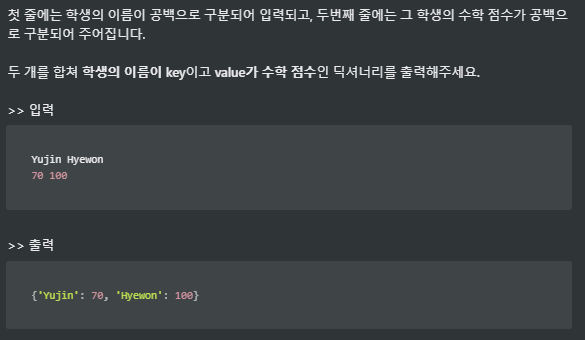 첫 줄에는 학생의 이름이 공백으로 구분되어 입력되고, 두번째 줄에는 그 학생의 수학 점수가 공백으
로 구분되어 주어집니다.
두 개를 합쳐 학생의 이름이 key이고 value가 수학 점수인 딕셔너리를 출력해주세요.
>> 입력
Yujin Hyewon
70 100
>> 출력
{'Yujin': 70, 'Hyewon': 100}